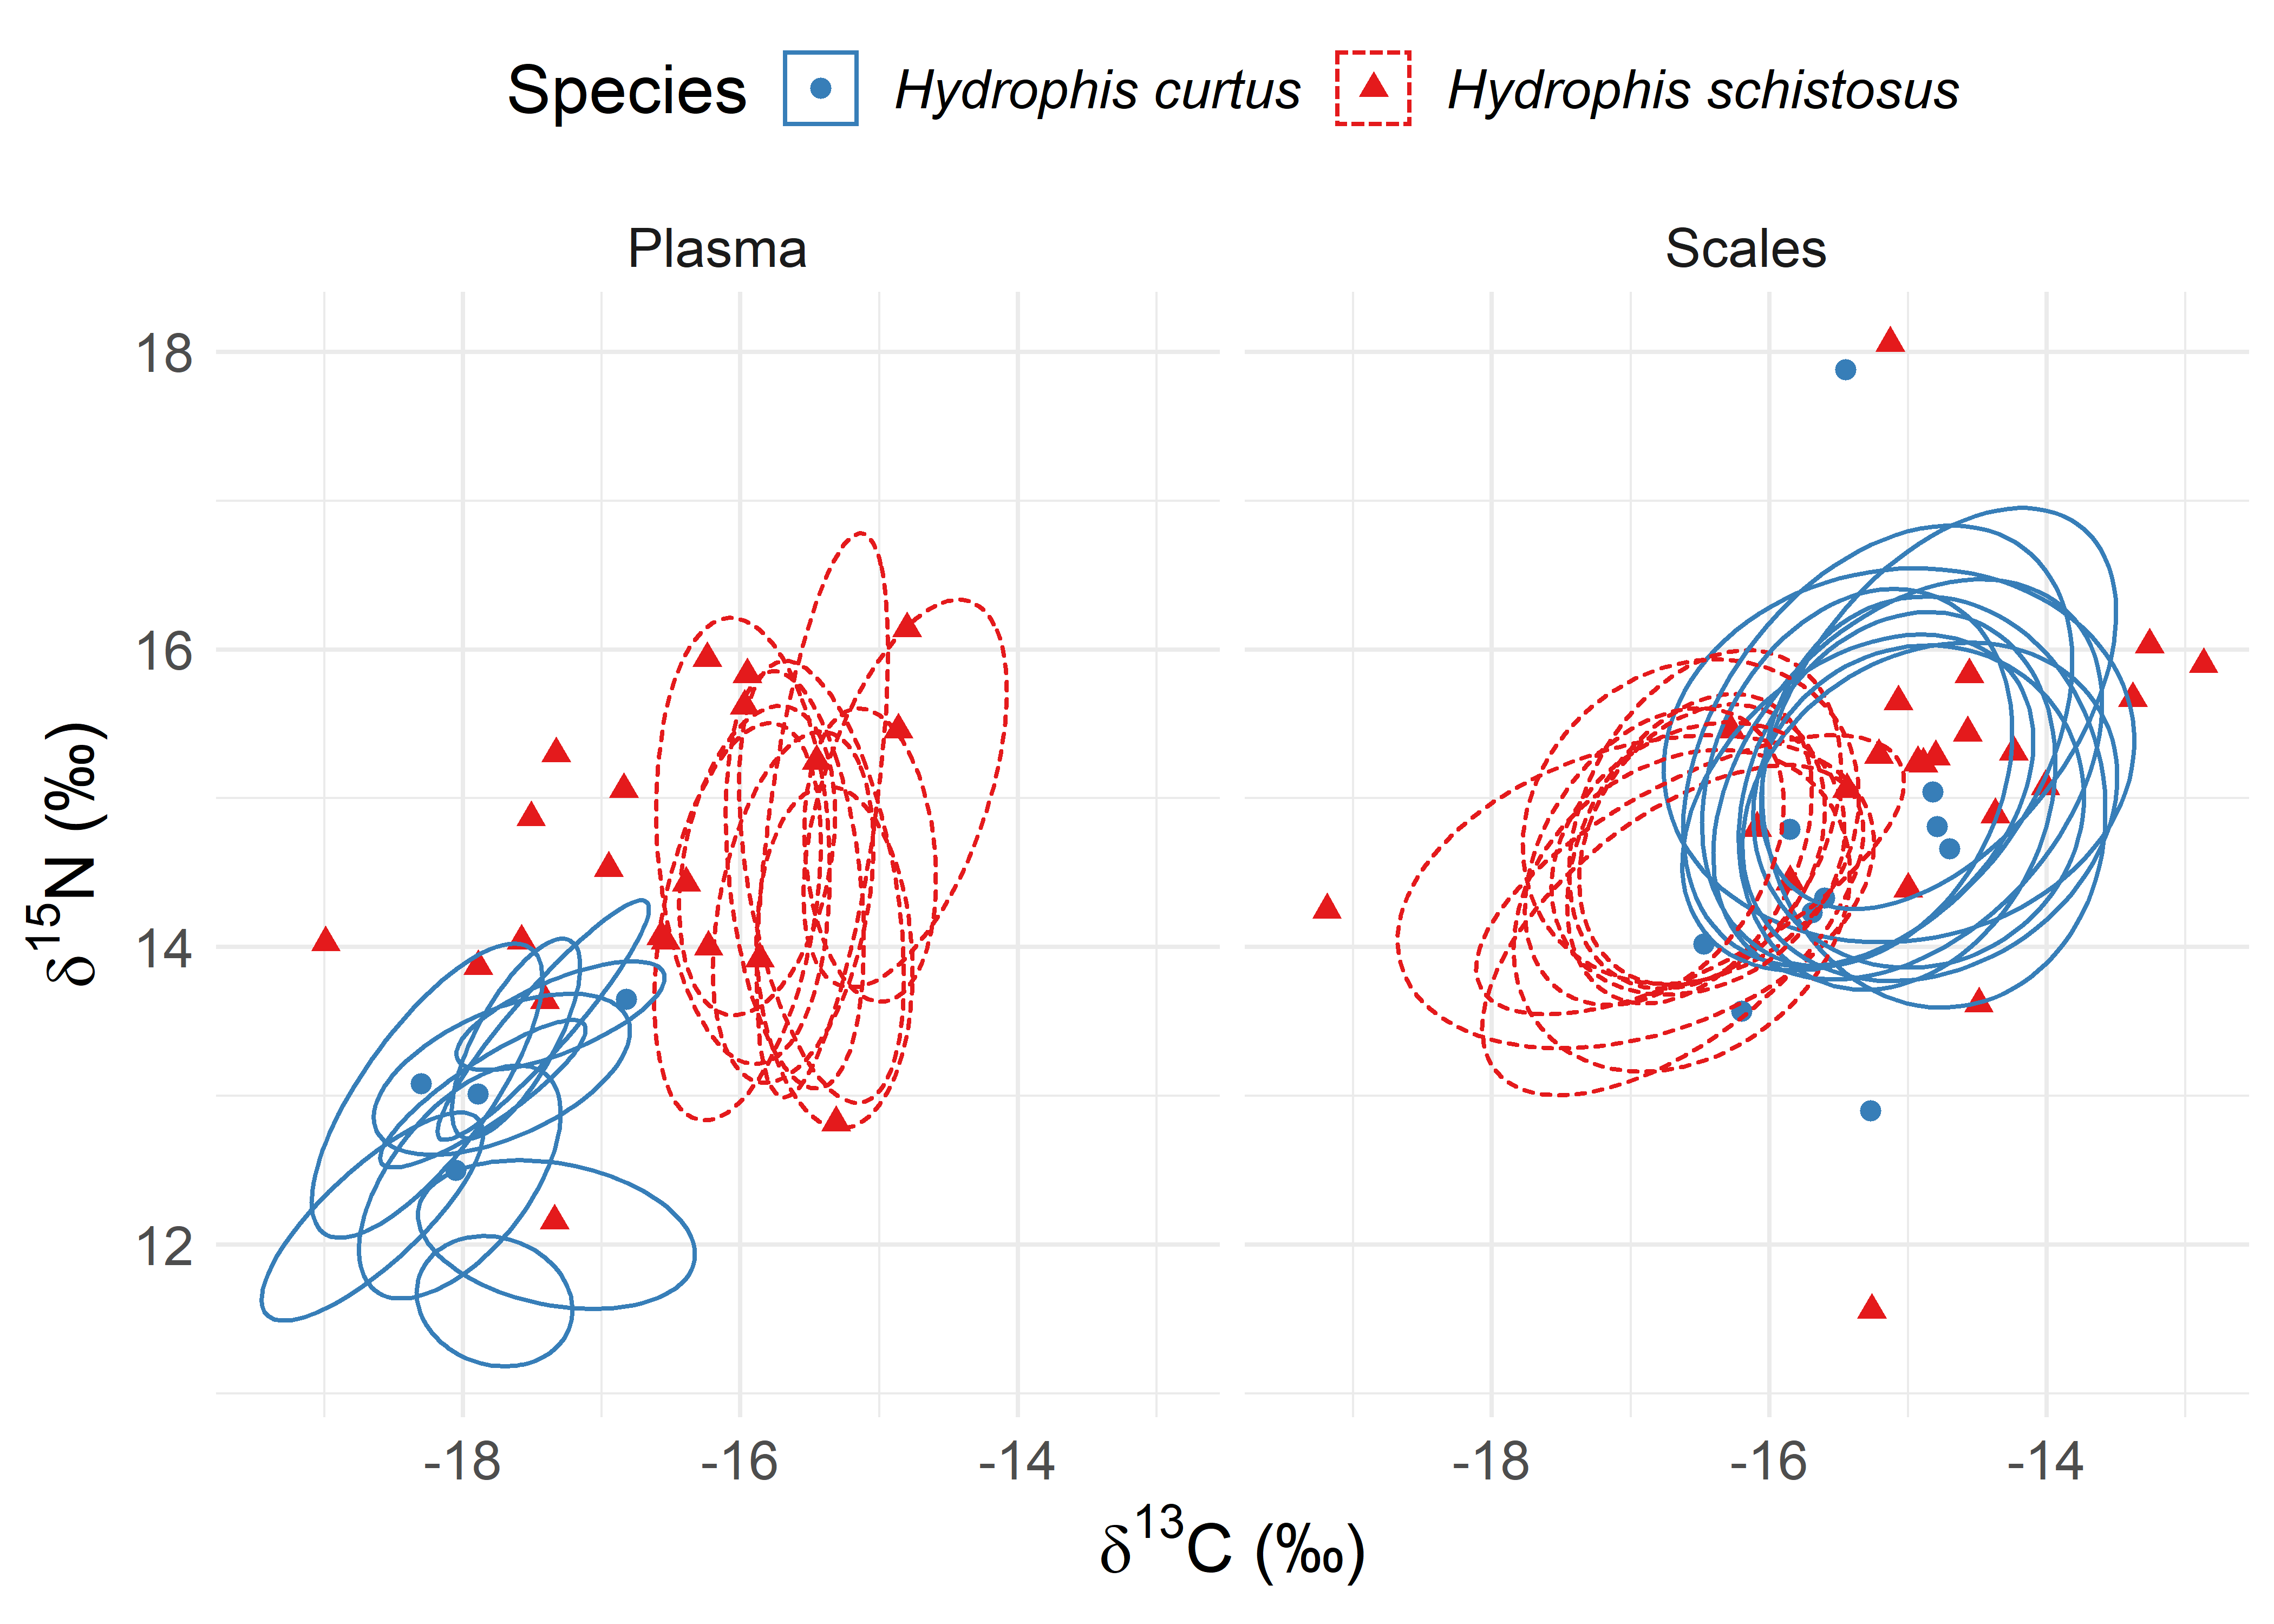 Species Hydrophis curtus Hydrophis schistosus
Plasma Scales
18
16
14
12
δ15N (‰)
-18 -16 -14 -18 -16 -14
δ13C (‰)